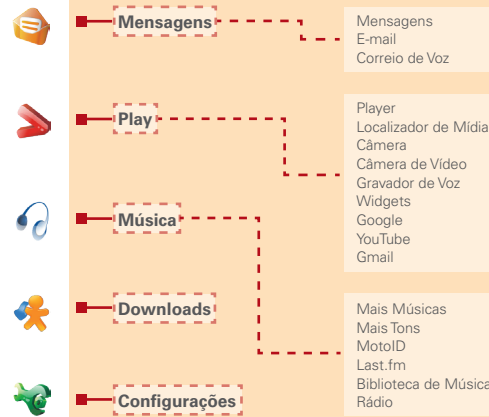 Mensagens
Mensagens
E-mail
Correio de Voz
Play
Player
Localizador de Mídia
Câmera
Câmera de Vídeo
Gravador de Voz
Widgets
Google
YouTube
Gmail
Música
Mais Músicas
Mais Tons
MotoID
Last.fm
Biblioteca de Música
Rádio
Downloads
Configurações